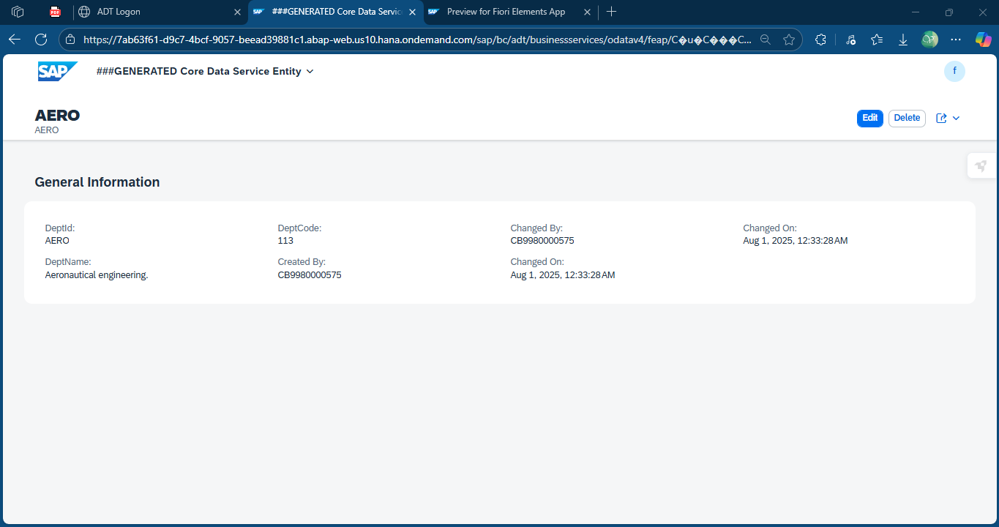 ADT Logon
###GENERATED Core Data Servic
Preview for Fiori Elements App
https://7ab63f61-d9c7-4bcf-9057-beead39881c1.abap-web.us10.hana.ondemand.com/sap/bc/adt/businessservices/odatav4/feap/C�u�C���C...
SAP ###GENERATED Core Data Service Entity
f
AERO
AERO
Edit Delete
General Information
DeptId:
AERO
DeptName:
Aeronautical engineering.
DeptCode:
113
Created By:
CB9980000575
Changed By:
CB9980000575
Changed On:
Aug 1, 2025, 12:33:28 AM
Changed On:
Aug 1, 2025, 12:33:28 AM